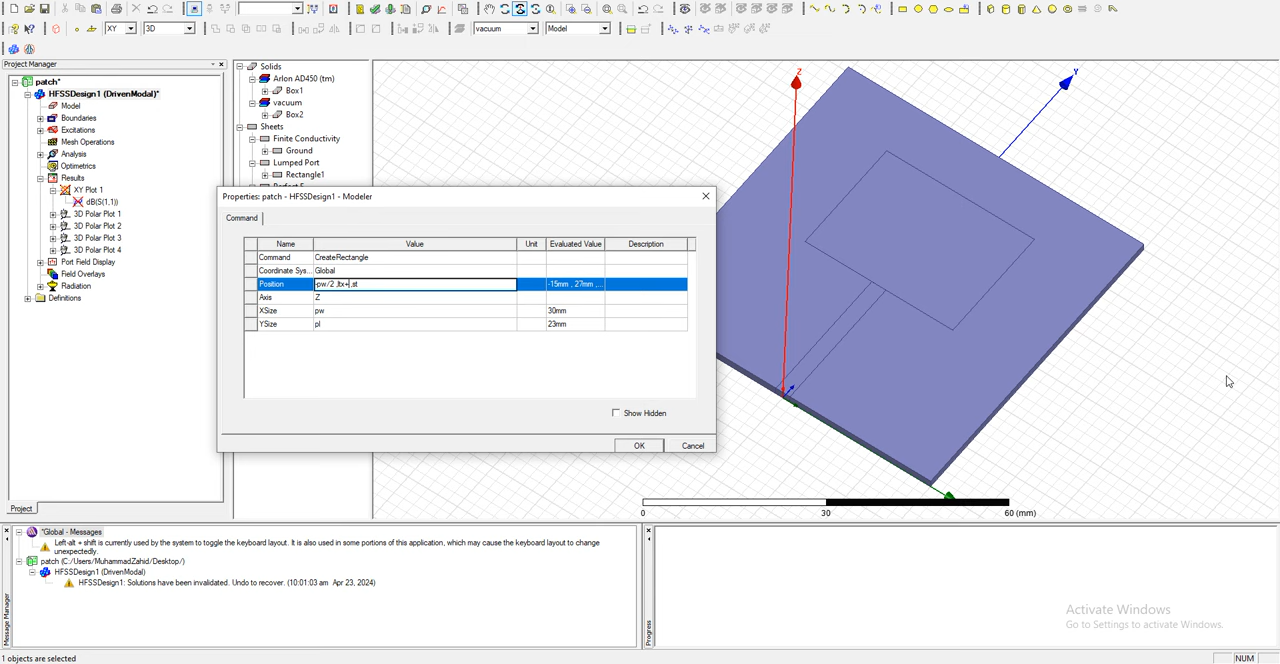 XY
3D
vacuum
Model
Project Manager
patch*
HFSSDesign1 (DrivenModal)*
Model
Boundaries
Excitations
Mesh Operations
Analysis
Optimetrics
Results
XY Plot 1
dB(S(1,1))
3D Polar Plot 1
3D Polar Plot 2
3D Polar Plot 3
3D Polar Plot 4
Port Field Display
Field Overlays
Radiation
Definitions
Project
Solids
Arlon AD450 (tm)
Box1
vacuum
Box2
Sheets
Finite Conductivity
Ground
Lumped Port
Rectangle1
Z
Y
Properties: patch - HFSSDesign1 - Modeler
Command
Name Value Unit Evaluated Value Description
Command CreateRectangle
Coordinate Sys... Global
Position -pw/2 ,ltx+,st -15mm , 27mm ,...
Axis Z
XSize pw 30mm
YSize pl 23mm
Show Hidden
OK Cancel
0 30 60 (mm)
Message Manager
*Global - Messages
Left-alt + shift is currently used by the system to toggle the keyboard layout. It is also used in some portions of this application, which may cause the keyboard layout to change
unexpectedly.
patch (C:/Users/MuhammadZahid/Desktop/)
HFSSDesign1 (DrivenModal)
HFSSDesign1: Solutions have been invalidated. Undo to recover. (10:01:03 am Apr 23, 2024)
Progress
Activate Windows
Go to Settings to activate Windows.
1 objects are selected
NUM